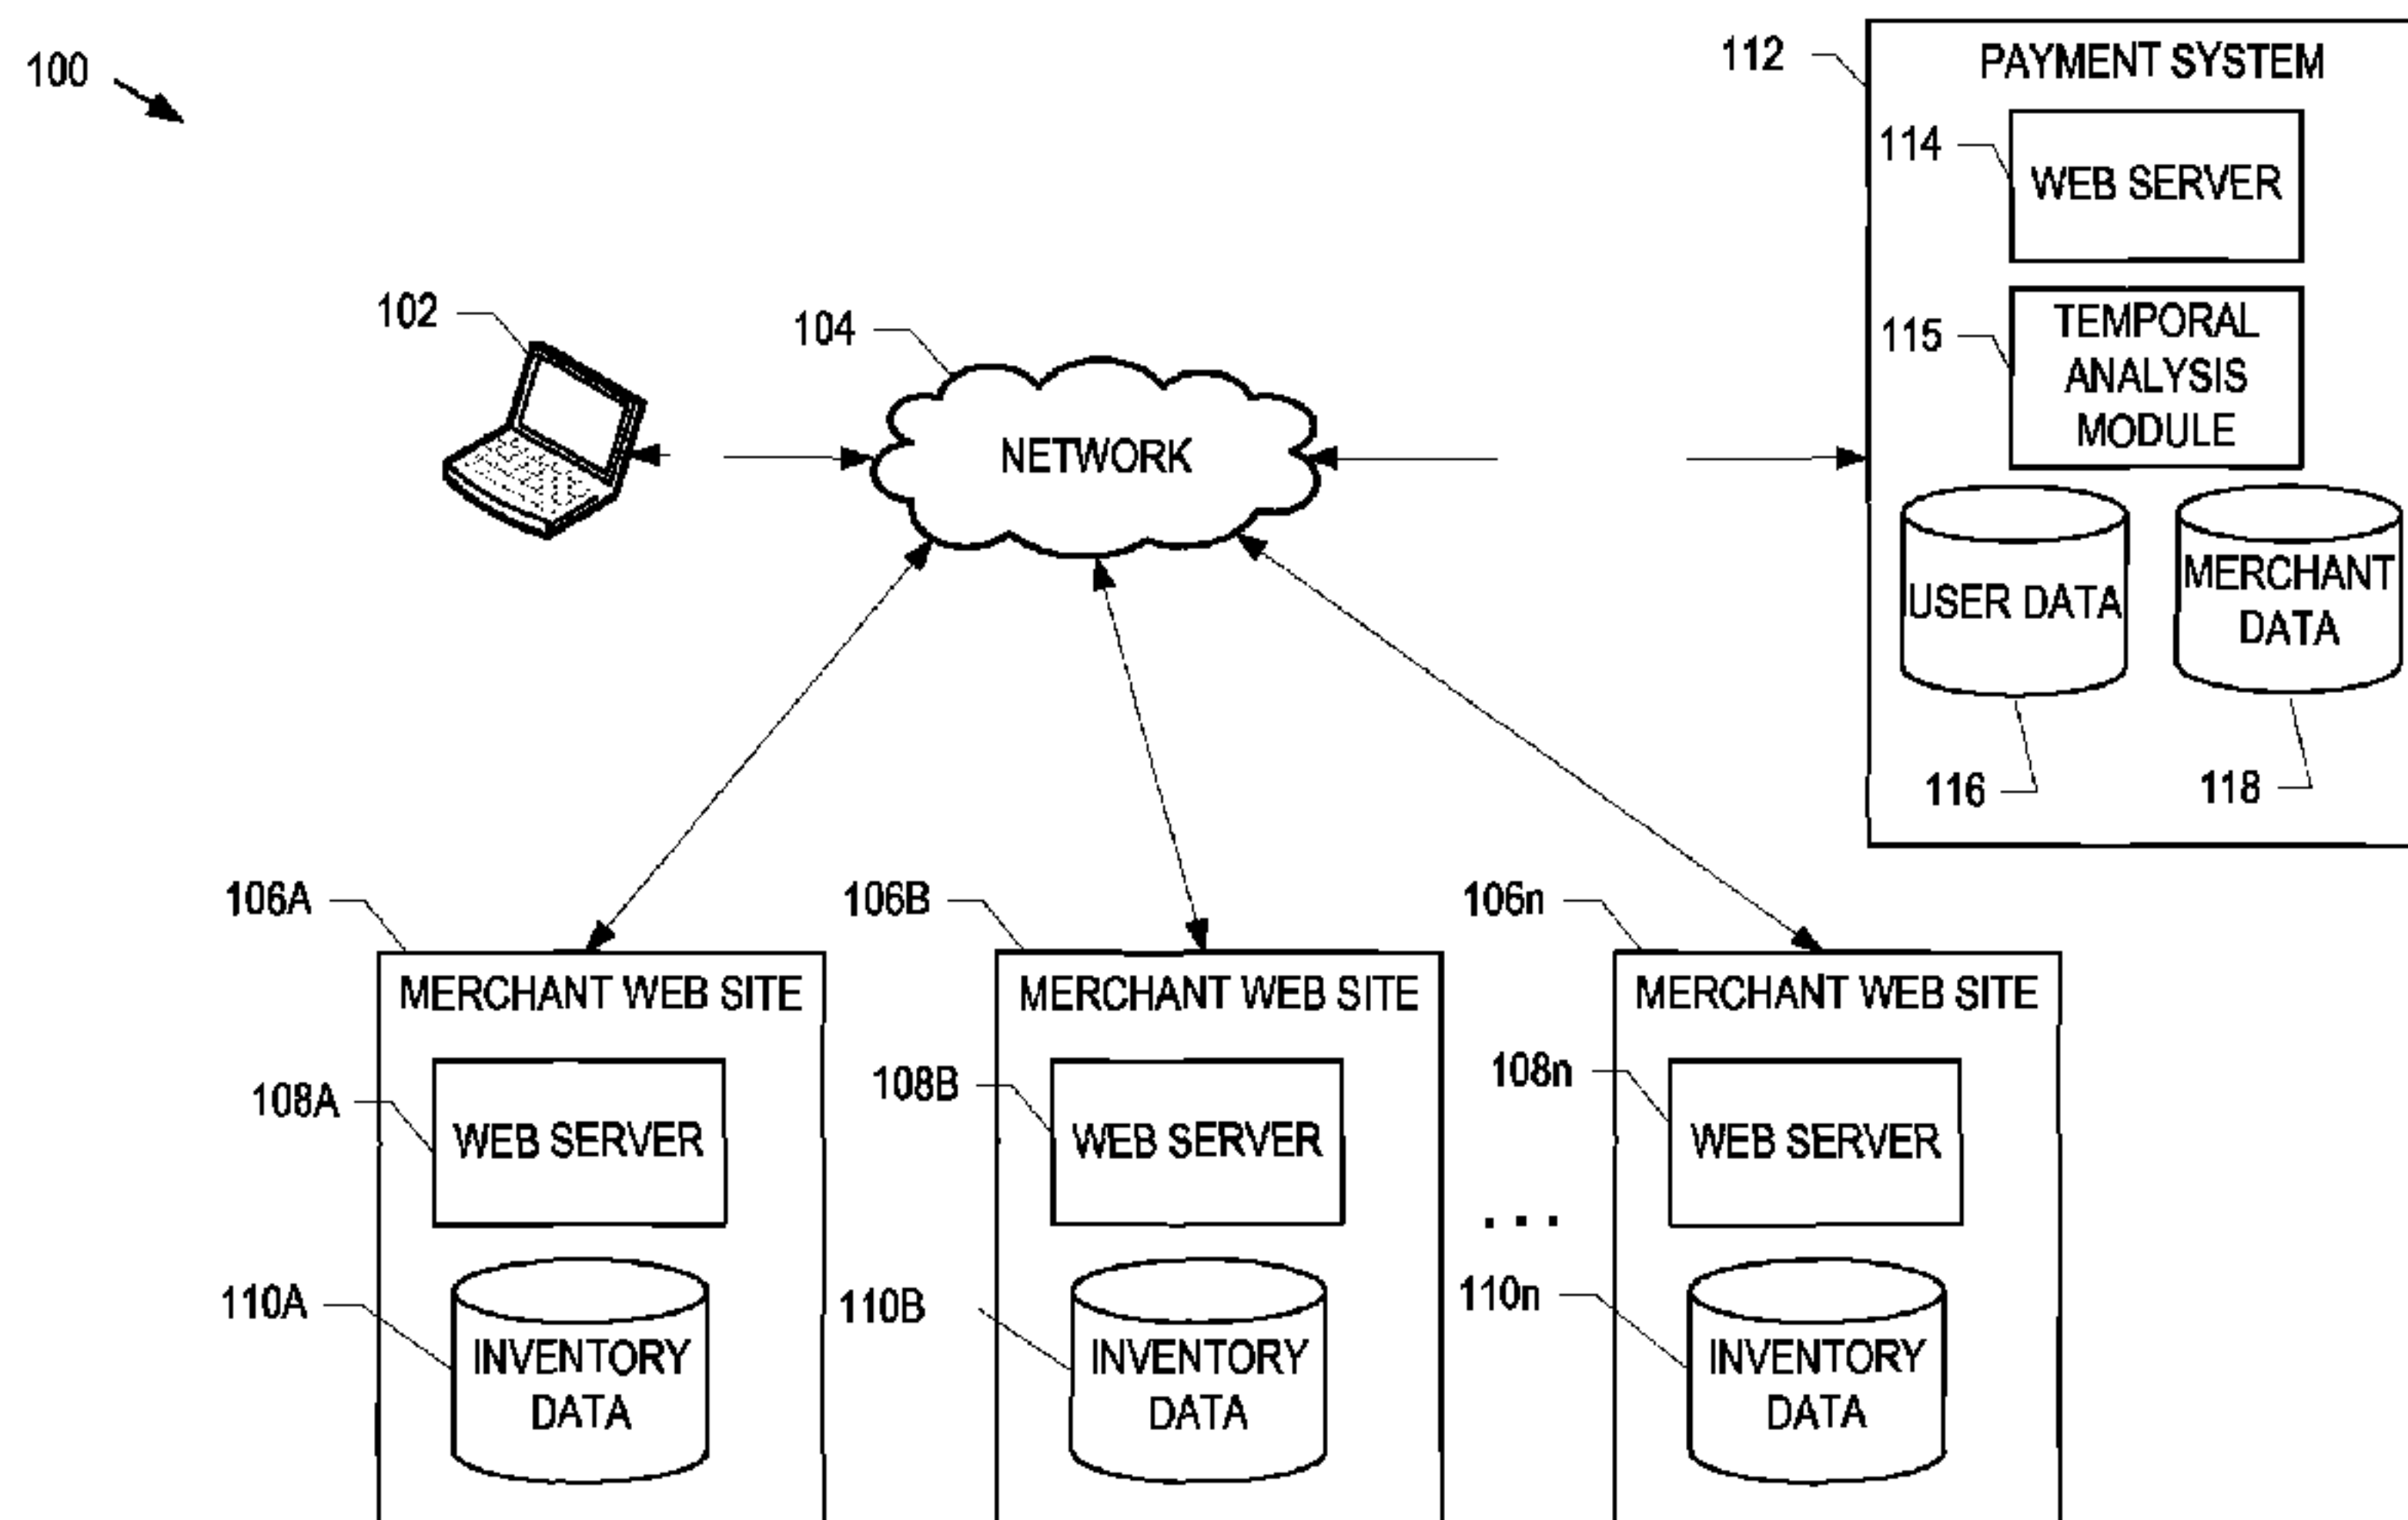 100
112
PAYMENT SYSTEM
114
WEB SERVER
115
TEMPORAL
ANALYSIS
MODULE
USER DATA
MERCHANT
DATA
116
118
102
104
NETWORK
106A
MERCHANT WEB SITE
108A
WEB SERVER
110A
INVENTORY
DATA
106B
MERCHANT WEB SITE
108B
WEB SERVER
110B
INVENTORY
DATA
...
106n
MERCHANT WEB SITE
108n
WEB SERVER
110n
INVENTORY
DATA